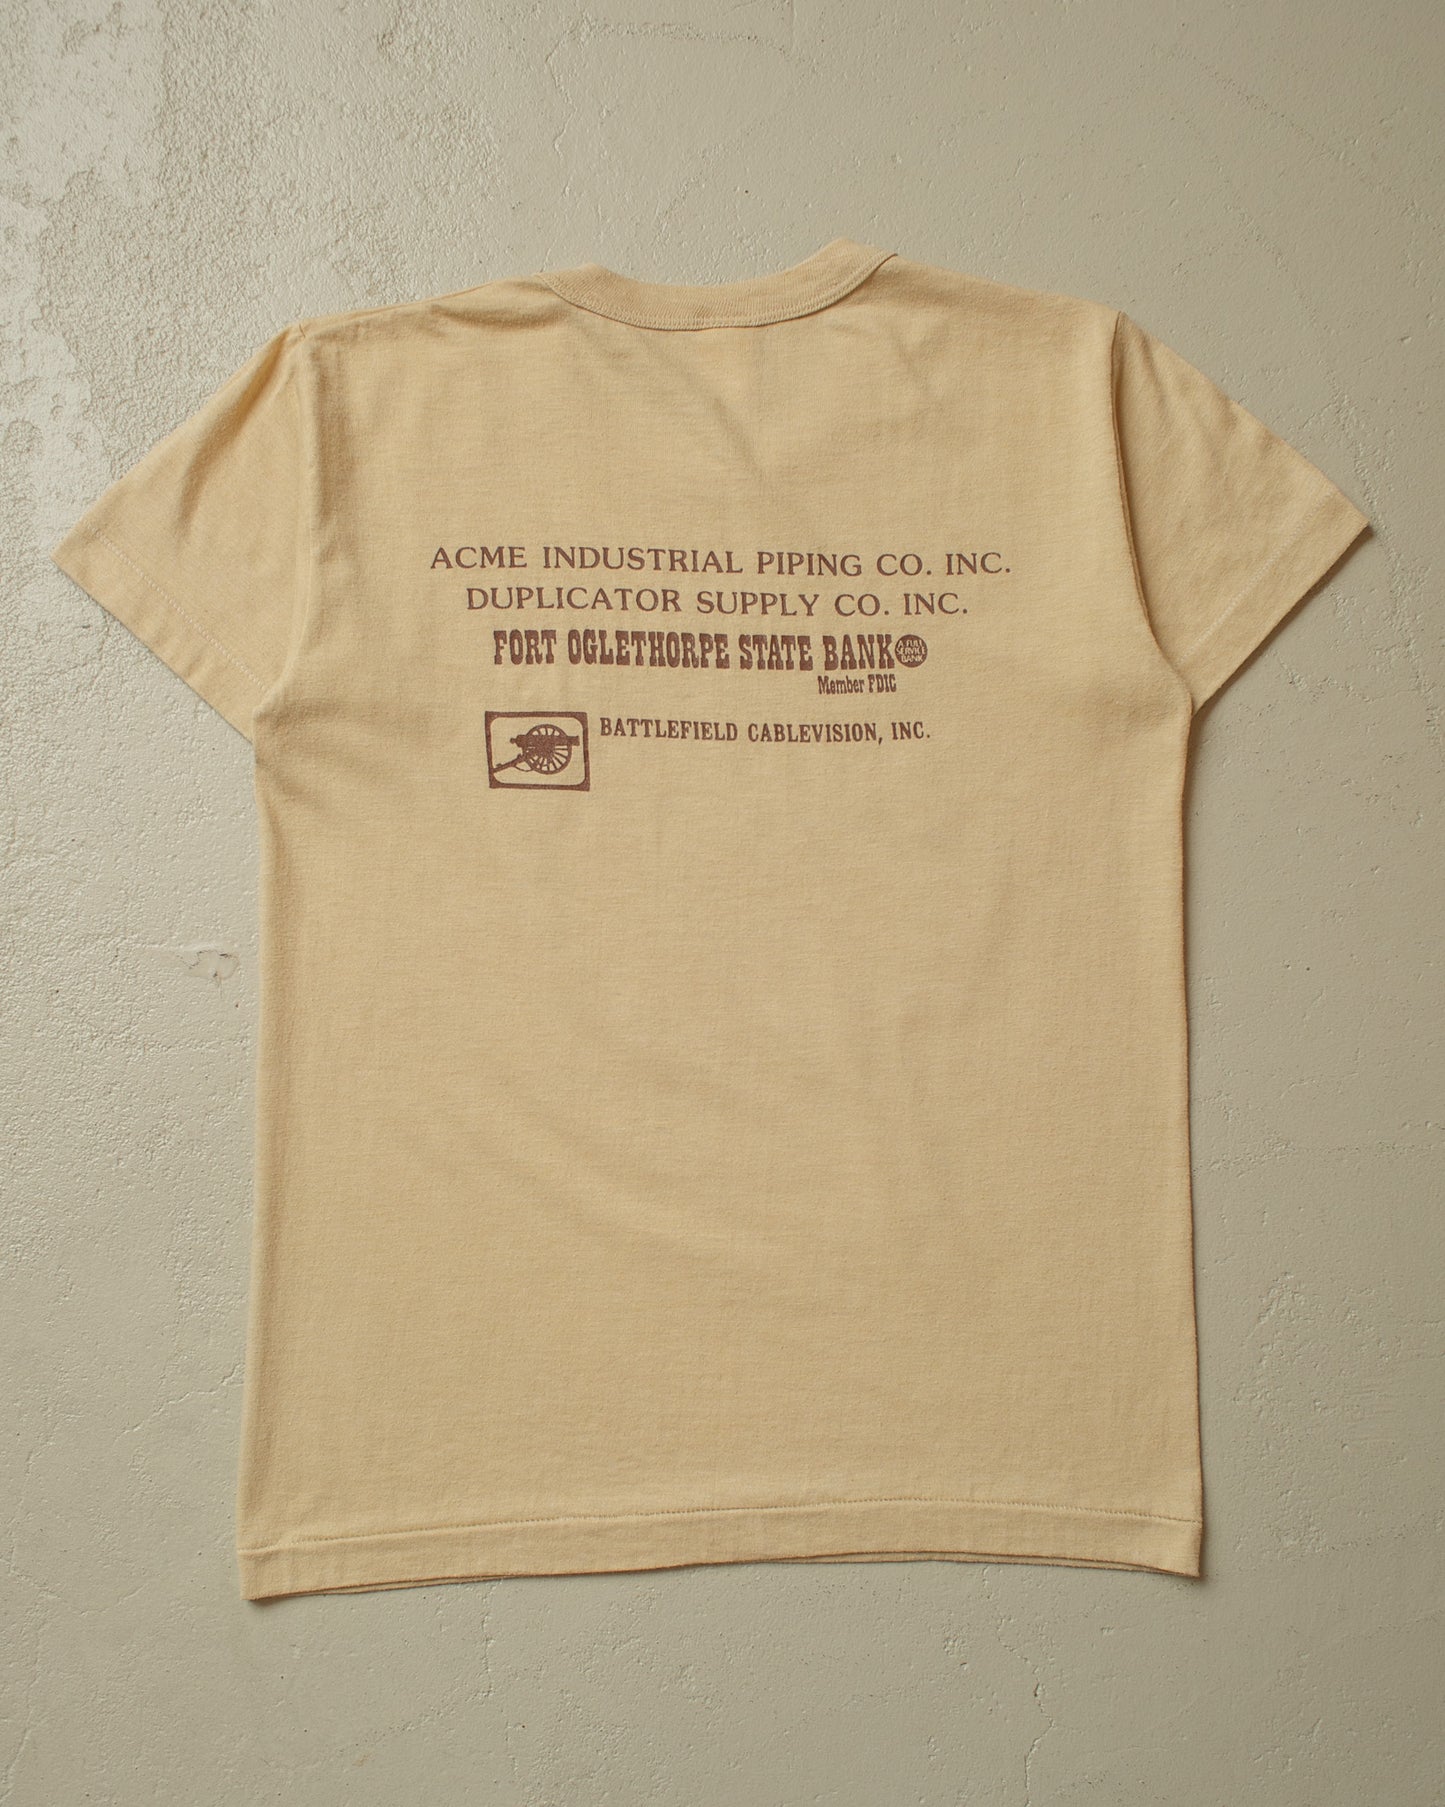 ACME INDUSTRIAL PIPING CO. INC.
DUPLICATOR SUPPLY CO. INC.
FORT OGLETHORPE STATE BANK
A FULL
SERVICE
BANK
Member FDIC
BATTLEFIELD CABLEVISION, INC.